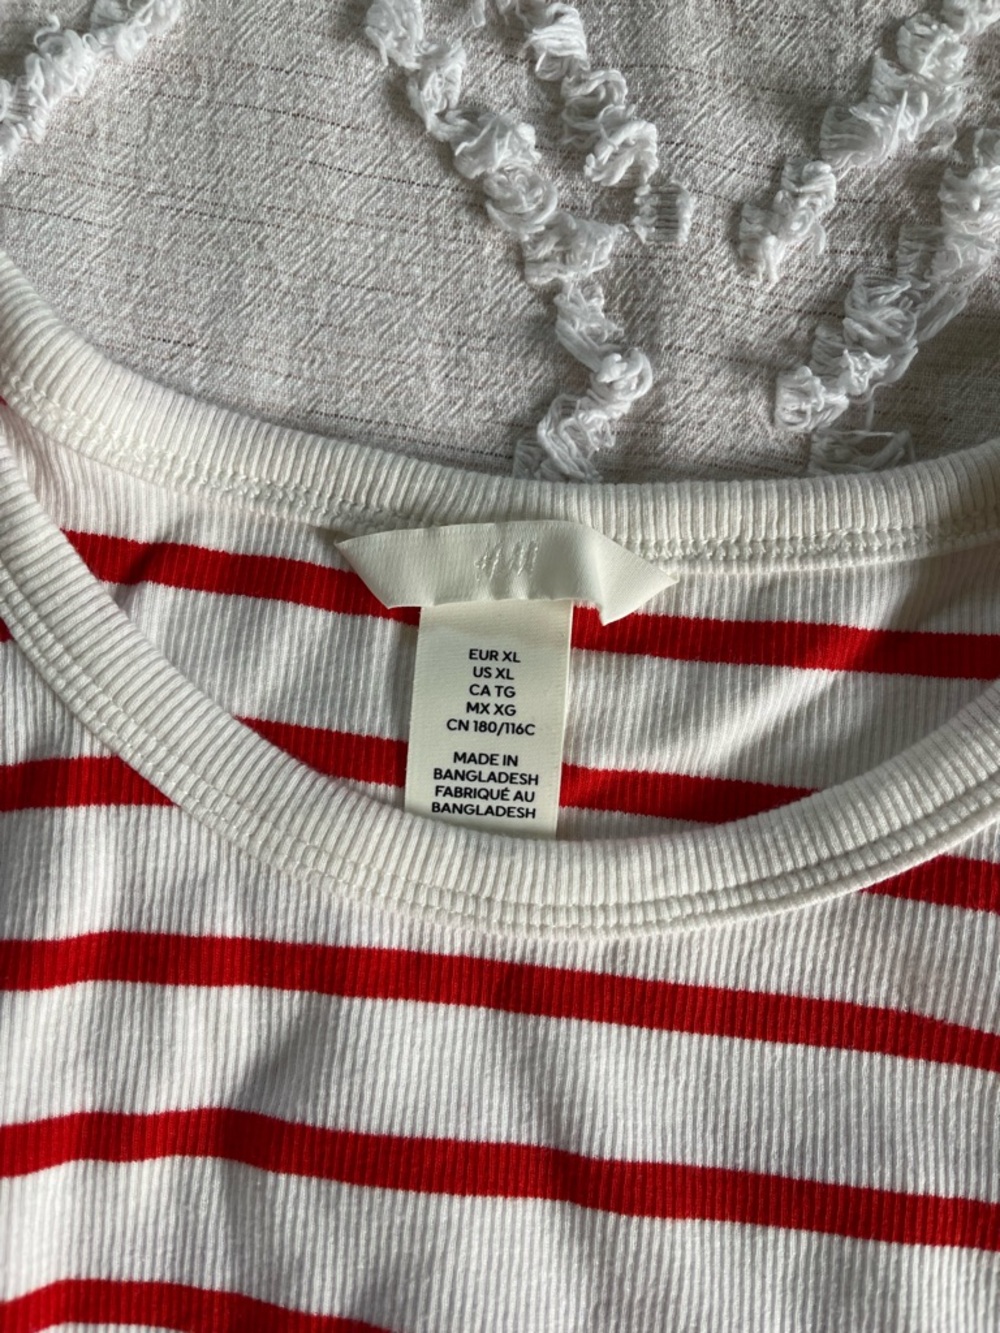 H&M
EUR XL
US XL
CA TG
MX XG
CN 180/116C
MADE IN
BANGLADESH
FABRIQUÉ AU
BANGLADESH